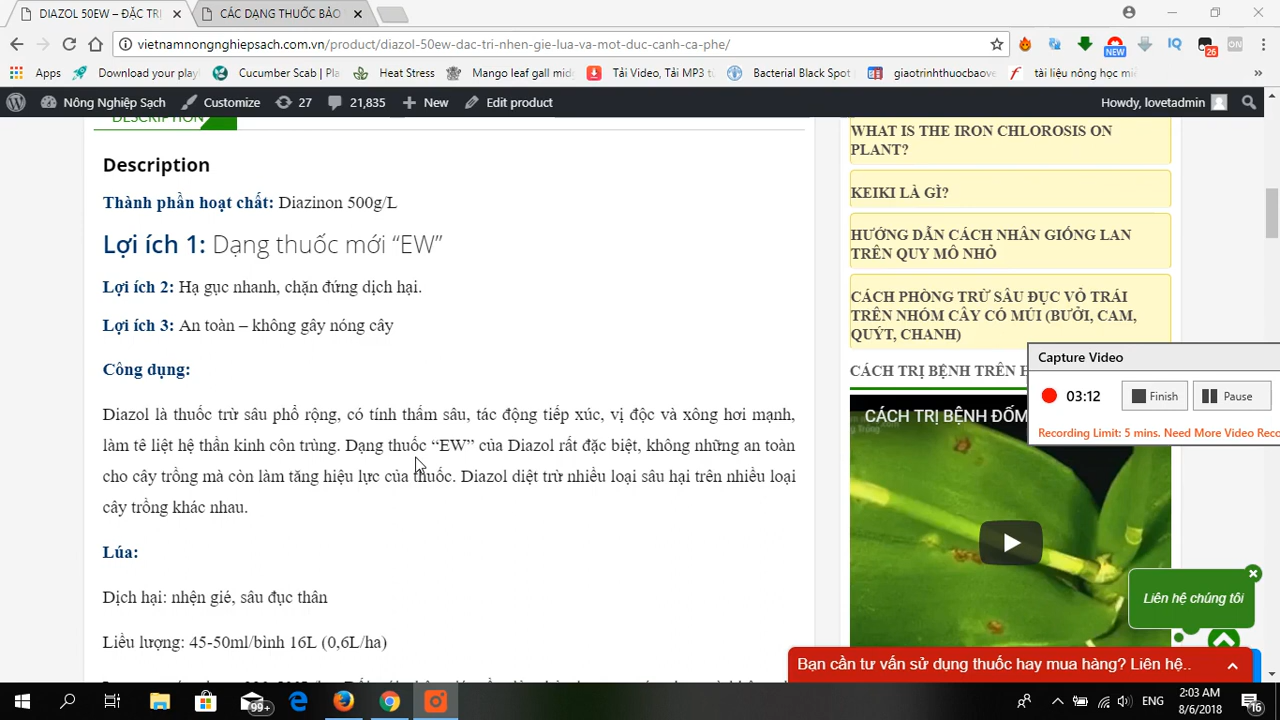 DIAZOL 50EW – ĐẶC TRỊ
CÁC DẠNG THUỐC BẢO
vietnamnongnghiepsach.com.vn/product/diazol-50ew-dac-tri-nhen-gie-lua-va-mot-duc-canh-ca-phe/
NEW
26
ON
Apps
Download your play
Cucumber Scab | Pla
Heat Stress
Mango leaf gall mid
Tải Video, Tải MP3 t
Bacterial Black Spot
giaotrinhthuocbaove
tài liệu nông học mi
Nông Nghiệp Sạch
Customize
27
21,835
New
Edit product
Howdy, lovetadmin
DESCRIPTION
Description
Thành phần hoạt chất: Diazinon 500g/L
Lợi ích 1: Dạng thuốc mới “EW”
Lợi ích 2: Hạ gục nhanh, chặn đứng dịch hại.
Lợi ích 3: An toàn – không gây nóng cây
Công dụng:
Diazol là thuốc trừ sâu phổ rộng, có tính thấm sâu, tác động tiếp xúc, vị độc và xông hơi mạnh,
làm tê liệt hệ thần kinh côn trùng. Dạng thuốc “EW” của Diazol rất đặc biệt, không những an toàn
cho cây trồng mà còn làm tăng hiệu lực của thuốc. Diazol diệt trừ nhiều loại sâu hại trên nhiều loại
cây trồng khác nhau.
Lúa:
Dịch hại: nhện gié, sâu đục thân
Liều lượng: 45-50ml/bình 16L (0,6L/ha)
WHAT IS THE IRON CHLOROSIS ON
PLANT?
KEIKI LÀ GÌ?
HƯỚNG DẪN CÁCH NHÂN GIỐNG LAN
TRÊN QUY MÔ NHỎ
CÁCH PHÒNG TRỪ SÂU ĐỤC VỎ TRÁI
TRÊN NHÓM CÂY CÓ MÚI (BƯỞI, CAM,
QUÝT, CHANH)
CÁCH TRỊ BỆNH TRÊN
CÁCH TRỊ BỆNH ĐỐM
Capture Video
03:12
Finish
Pause
Recording Limit: 5 mins. Need More Video Reco
Liên hệ chúng tôi
Bạn cần tư vấn sử dụng thuốc hay mua hàng? Liên hệ..
99+
ENG
2:03 AM
8/6/2018
16